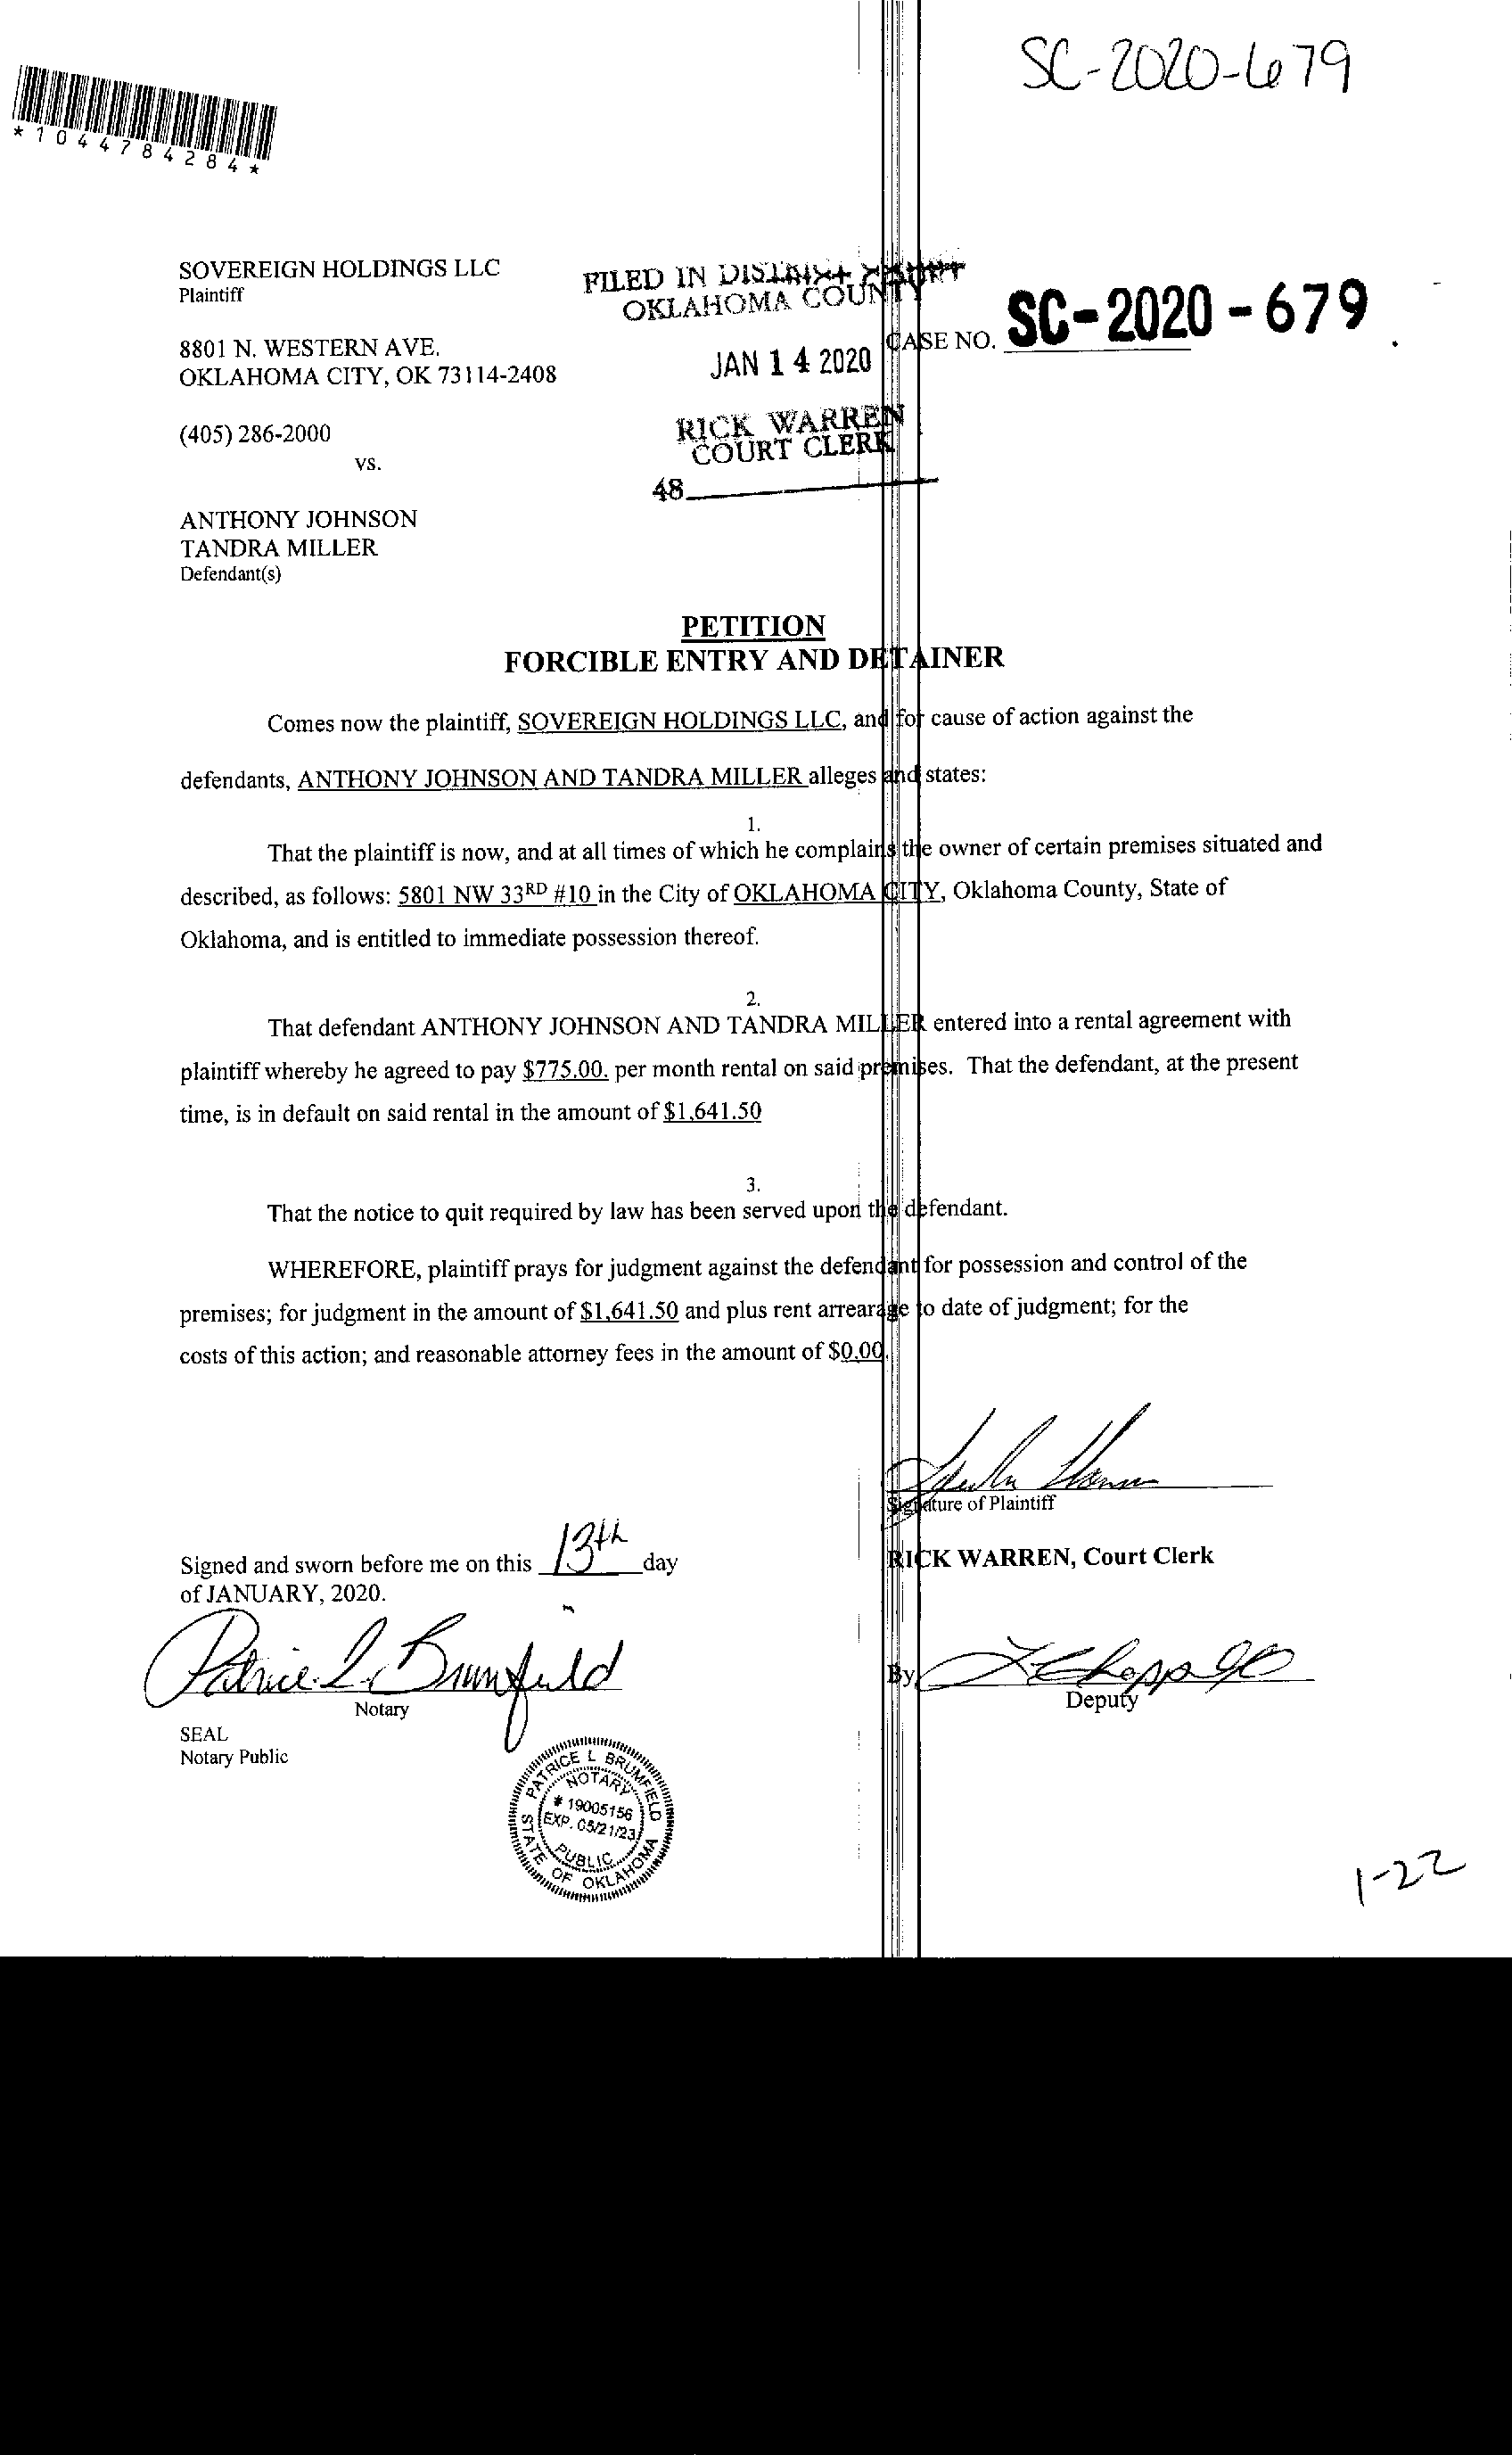 SC-2020-679
*1044784284*
SOVEREIGN HOLDINGS LLC
Plaintiff
FILED IN DISTRICT COURT
OKLAHOMA COUNTY
CASE NO. SC-2020-679
8801 N. WESTERN AVE.
OKLAHOMA CITY, OK 73114-2408
JAN 14 2020
(405) 286-2000
RICK WARREN
COURT CLERK
vs.
48
ANTHONY JOHNSON
TANDRA MILLER
Defendant(s)
PETITION
FORCIBLE ENTRY AND DETAINER
Comes now the plaintiff, SOVEREIGN HOLDINGS LLC, and for cause of action against the
defendants, ANTHONY JOHNSON AND TANDRA MILLER alleges and states:
1.
That the plaintiff is now, and at all times of which he complains the owner of certain premises situated and
described, as follows: 5801 NW 33RD #10 in the City of OKLAHOMA CITY, Oklahoma County, State of
Oklahoma, and is entitled to immediate possession thereof.
2.
That defendant ANTHONY JOHNSON AND TANDRA MILLER entered into a rental agreement with
plaintiff whereby he agreed to pay $775.00. per month rental on said premises. That the defendant, at the present
time, is in default on said rental in the amount of $1,641.50
3.
That the notice to quit required by law has been served upon the defendant.
WHEREFORE, plaintiff prays for judgment against the defendant for possession and control of the
premises; for judgment in the amount of $1,641.50 and plus rent arrearage to date of judgment; for the
costs of this action; and reasonable attorney fees in the amount of $0.00.
Signature of Plaintiff
Signed and sworn before me on this 13th day
of JANUARY, 2020.
RICK WARREN, Court Clerk
Patrice L Brumfield
Notary
By
Deputy
SEAL
Notary Public
PATRICE L BRUMFIELD
NOTARY
# 19005156
EXP. 05/21/23
PUBLIC
STATE OF OKLAHOMA
1-22